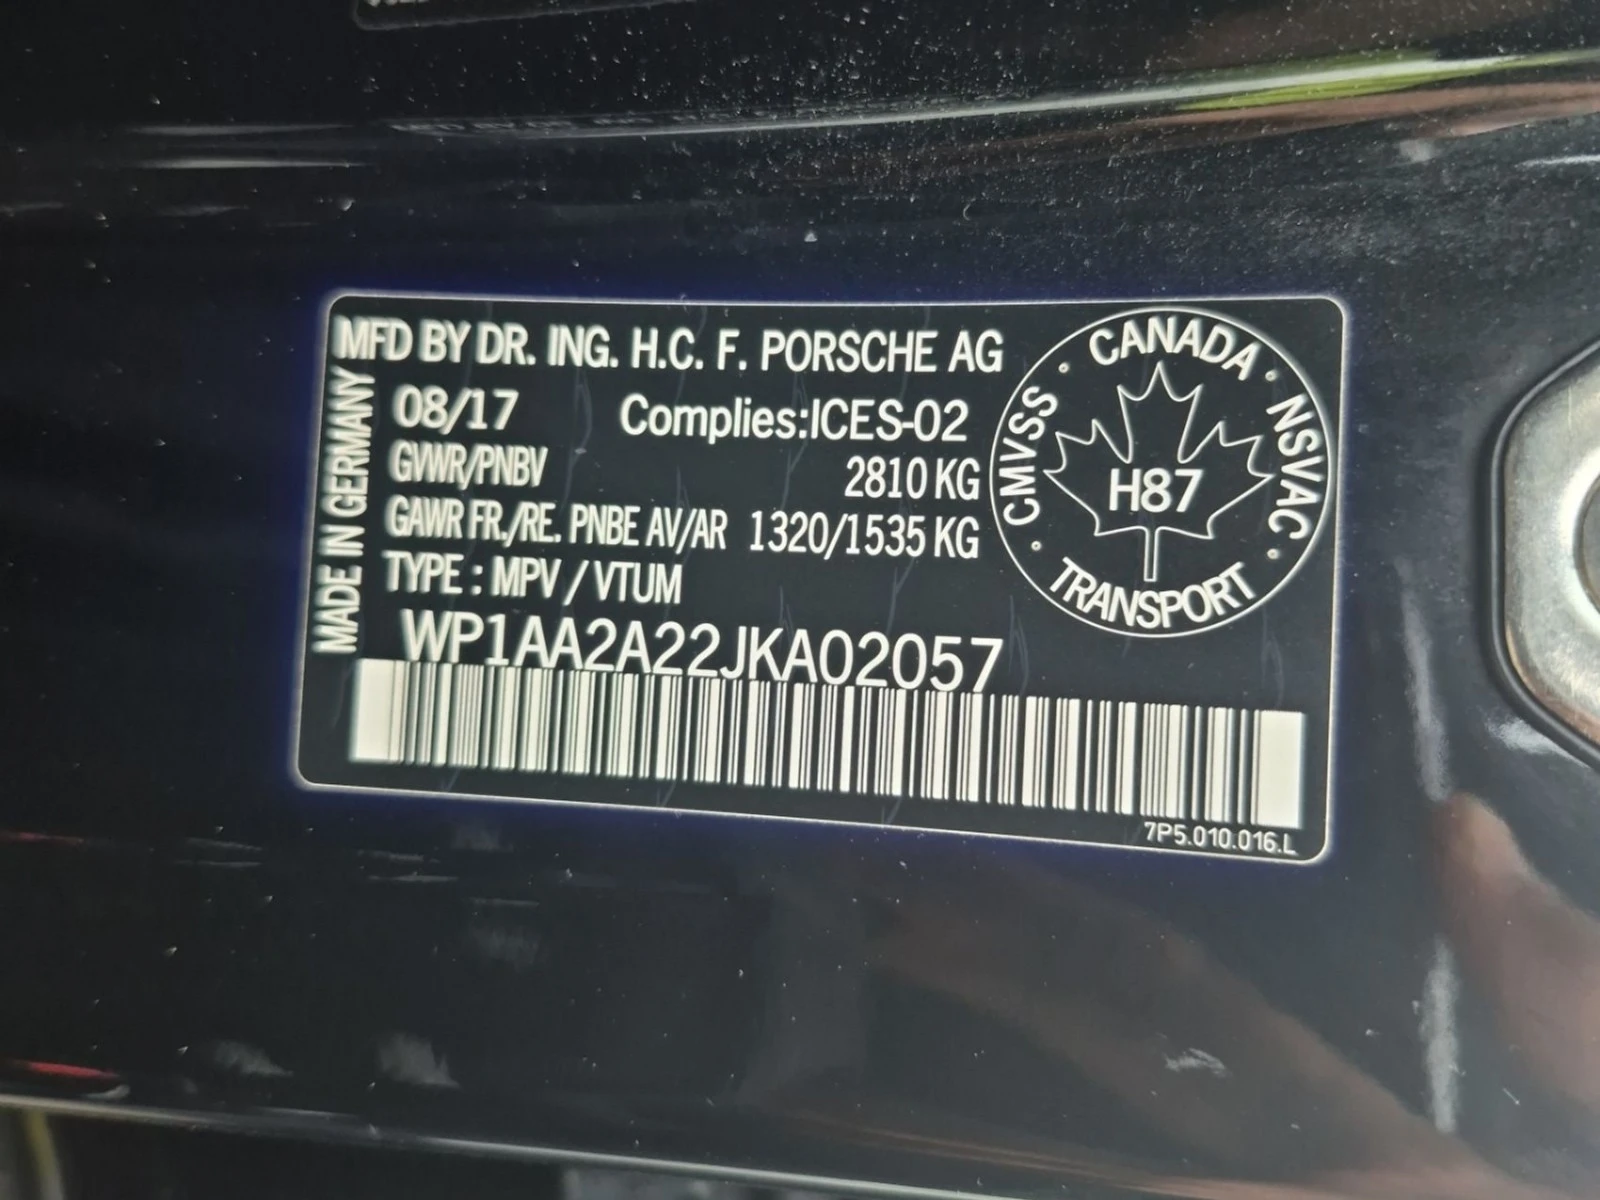 MFD BY DR. ING. H.C. F. PORSCHE AG
08/17 Complies:ICES-02
GVWR/PNBV 2810 KG
GAWR FR./RE. PNBE AV/AR 1320/1535 KG
TYPE : MPV / VTUM
WP1AA2A22JKA02057
7P5.010.016.L
MADE IN GERMANY
· CANADA ·
CMVSS
NSVAC
· TRANSPORT ·
H87